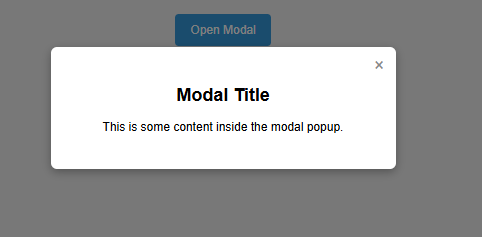 Open Modal
×
Modal Title
This is some content inside the modal popup.